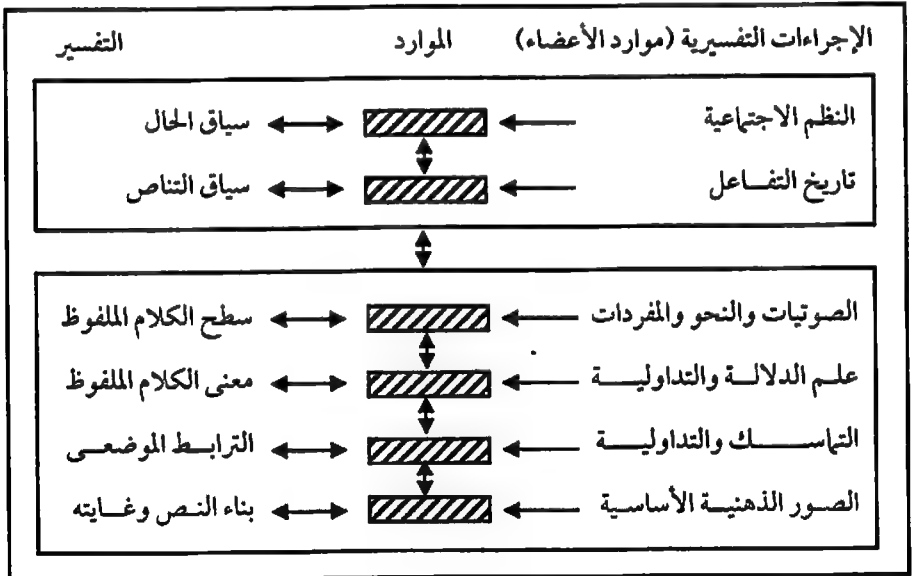 الإجراءات التفسيرية (موارد الأعضاء) الموارد التفسير
النظم الاجتماعية سياق الحال
تاريخ التفاعل سياق التناص
الصوتيات والنحو والمفردات سطح الكلام الملفوظ
علم الدلالة والتداولية معنى الكلام الملفوظ
التماسك والتداولية الترابط الموضعى
الصور الذهنية الأساسية بناء النص وغايته